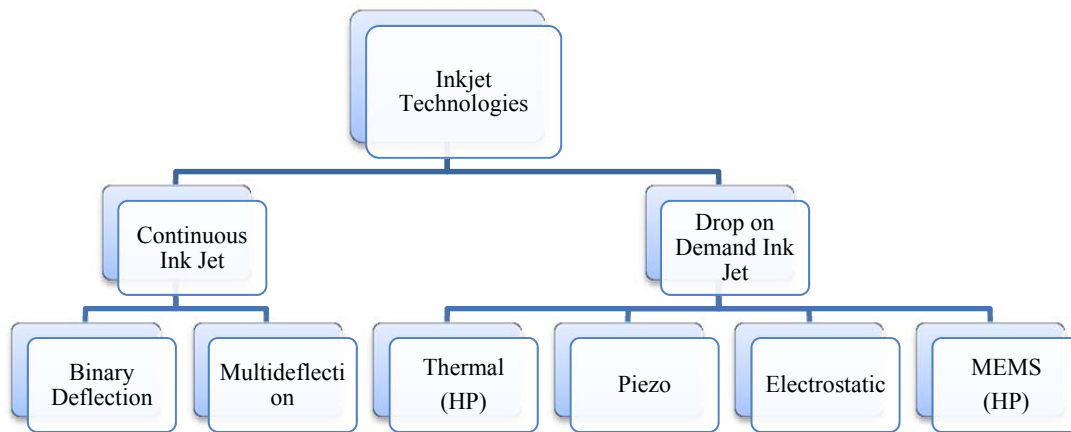 Inkjet
Technologies
Continuous
Ink Jet
Drop on
Demand Ink
Jet
Binary
Deflection
Multideflecti
on
Thermal
(HP)
Piezo
Electrostatic
MEMS
(HP)